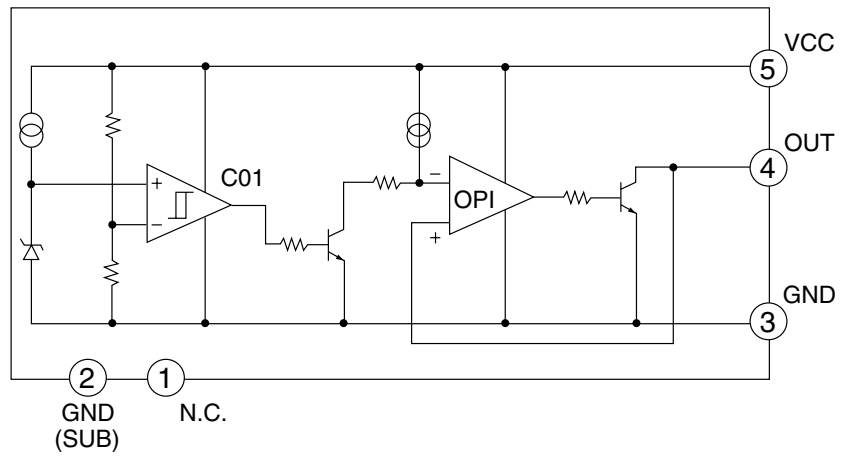 VCC
5
OUT
4
+
C01
−
−
OPI
+
GND
3
2
1
GND
(SUB)
N.C.